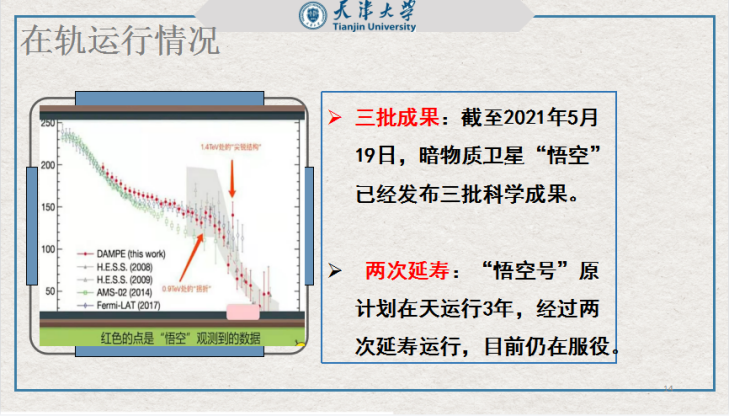 天津大学
Tianjin University
在轨运行情况
250
200
150
100
50
1.4TeV处的“尖锐结构”
0.9TeV处的“拐折”
DAMPE (this work)
H.E.S.S. (2008)
H.E.S.S. (2009)
AMS-02 (2014)
Fermi-LAT (2017)
红色的点是“悟空”观测到的数据
三批成果：截至2021年5月
19日，暗物质卫星“悟空”
已经发布三批科学成果。
两次延寿：“悟空号”原
计划在天运行3年，经过两
次延寿运行，目前仍在服役。